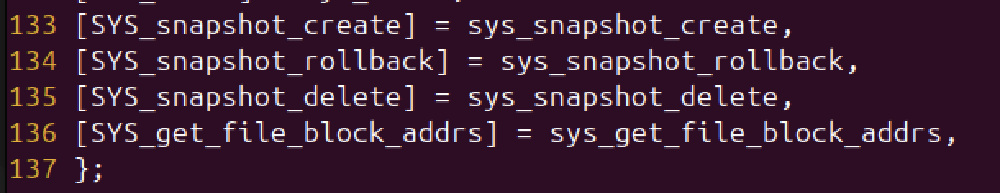 133 [SYS_snapshot_create] = sys_snapshot_create,
134 [SYS_snapshot_rollback] = sys_snapshot_rollback,
135 [SYS_snapshot_delete] = sys_snapshot_delete,
136 [SYS_get_file_block_addrs] = sys_get_file_block_addrs,
137 };